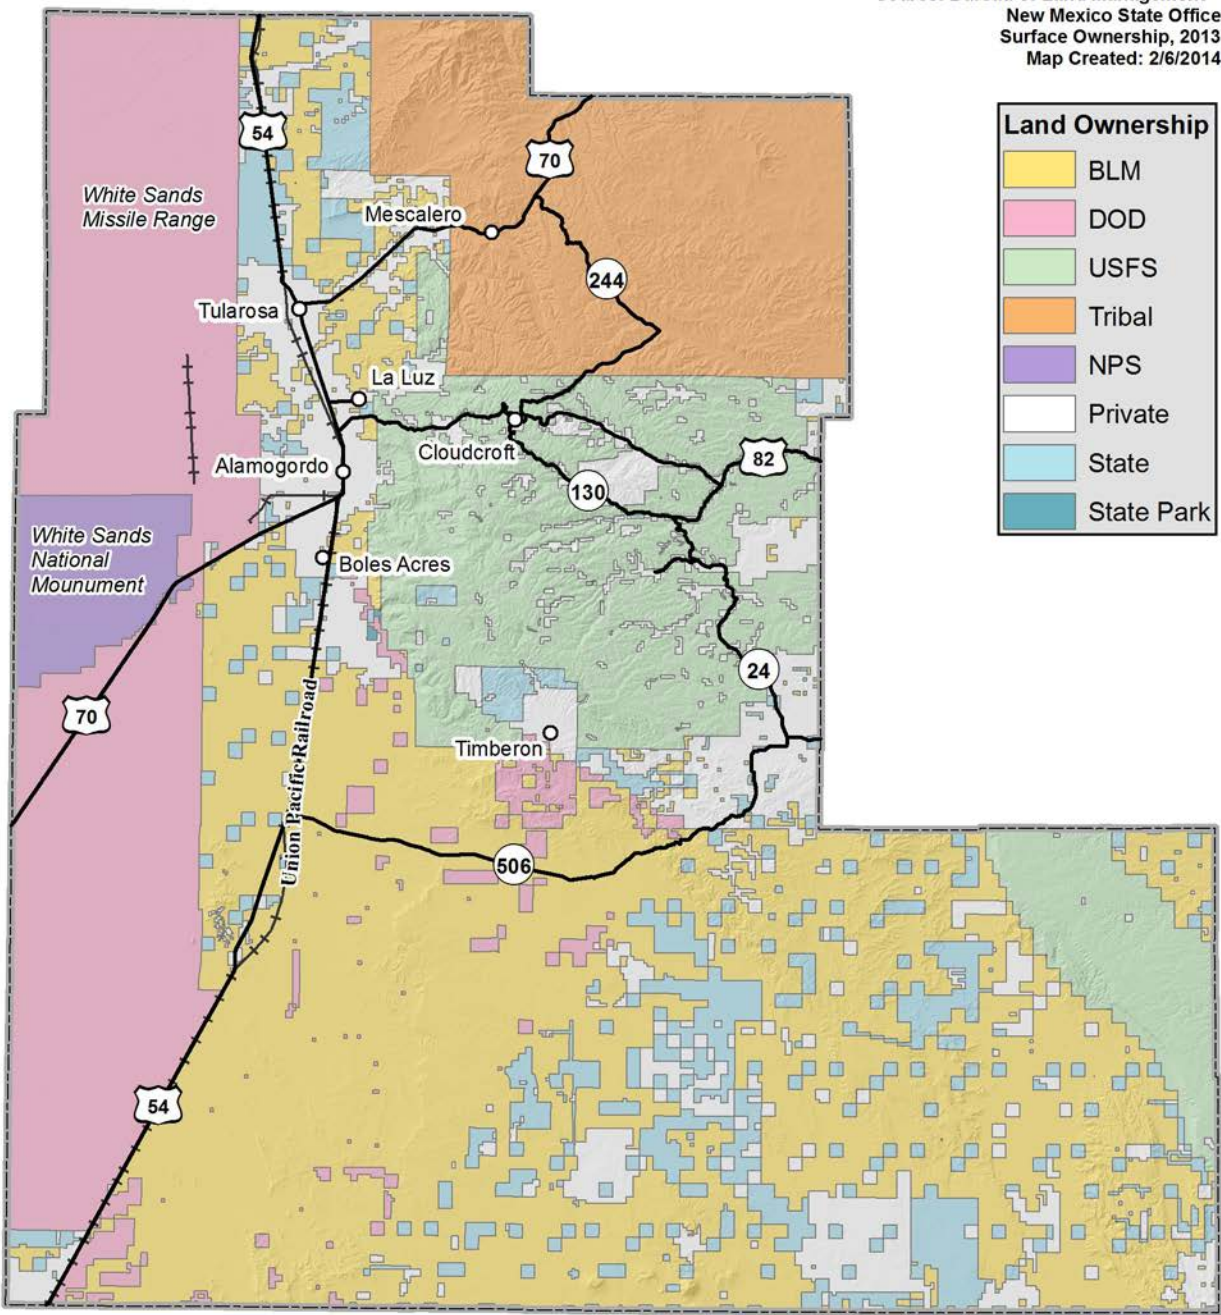 New Mexico State Office
Surface Ownership, 2013
Map Created: 2/6/2014
Land Ownership
BLM
DOD
USFS
Tribal
NPS
Private
State
State Park
54
70
White Sands
Missile Range
Mescalero
244
Tularosa
La Luz
Cloudcroft
82
Alamogordo
130
White Sands
National
Mounument
Boles Acres
24
70
Union Pacific Railroad
Timberon
506
54